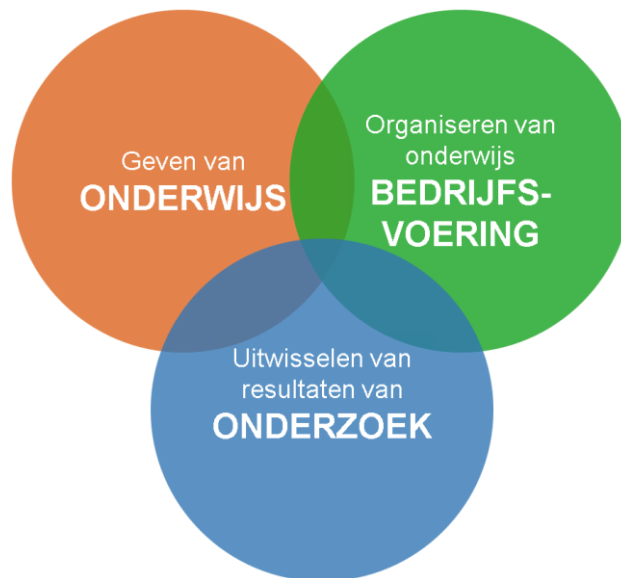 Geven van
ONDERWIJS
Organiseren van
onderwijs
BEDRIJFS-
VOERING
Uitwisselen van
resultaten van
ONDERZOEK